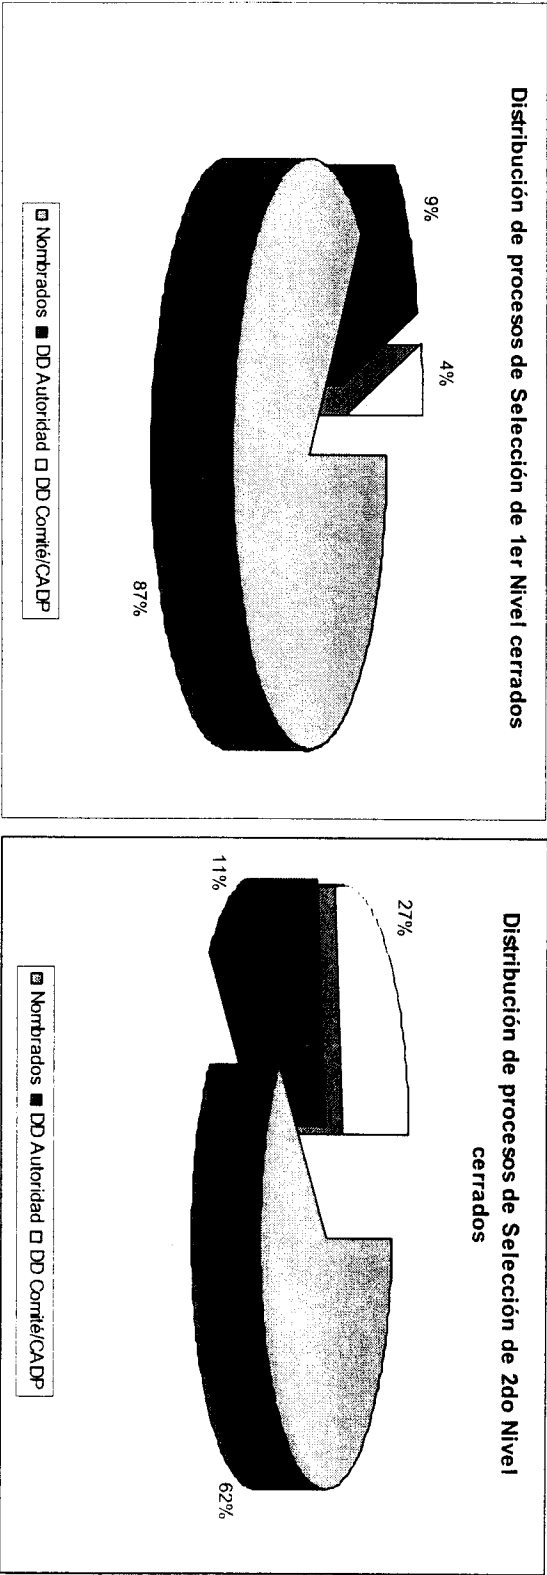 Distribución de procesos de Selección de 1er Nivel cerrados
9%
4%
87%
Nombrados DD Autoridad DD Comité/CADP
Distribución de procesos de Selección de 2do Nivel
cerrados
27%
11%
62%
Nombrados DD Autoridad DD Comité/CADP